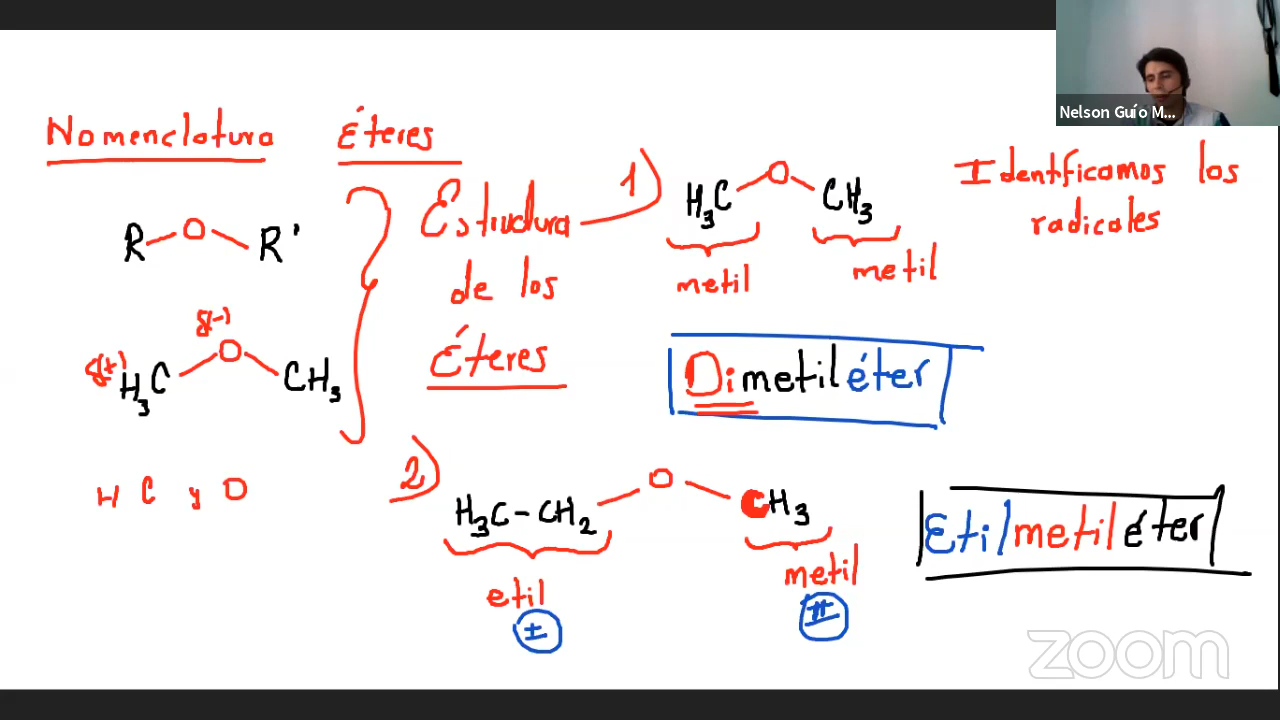 Nelson Guío M...
Nomenclatura Éteres
R O R'
δ(-)
δ(+) H3C O CH3
H C y O
Estructura
de los
Éteres
1) H3C O CH3
metil metil
Identficamos los
radicales
Dimetiléter
2) H3C-CH2 O CH3
etil metil
I II
Etilmetiléter
zoom